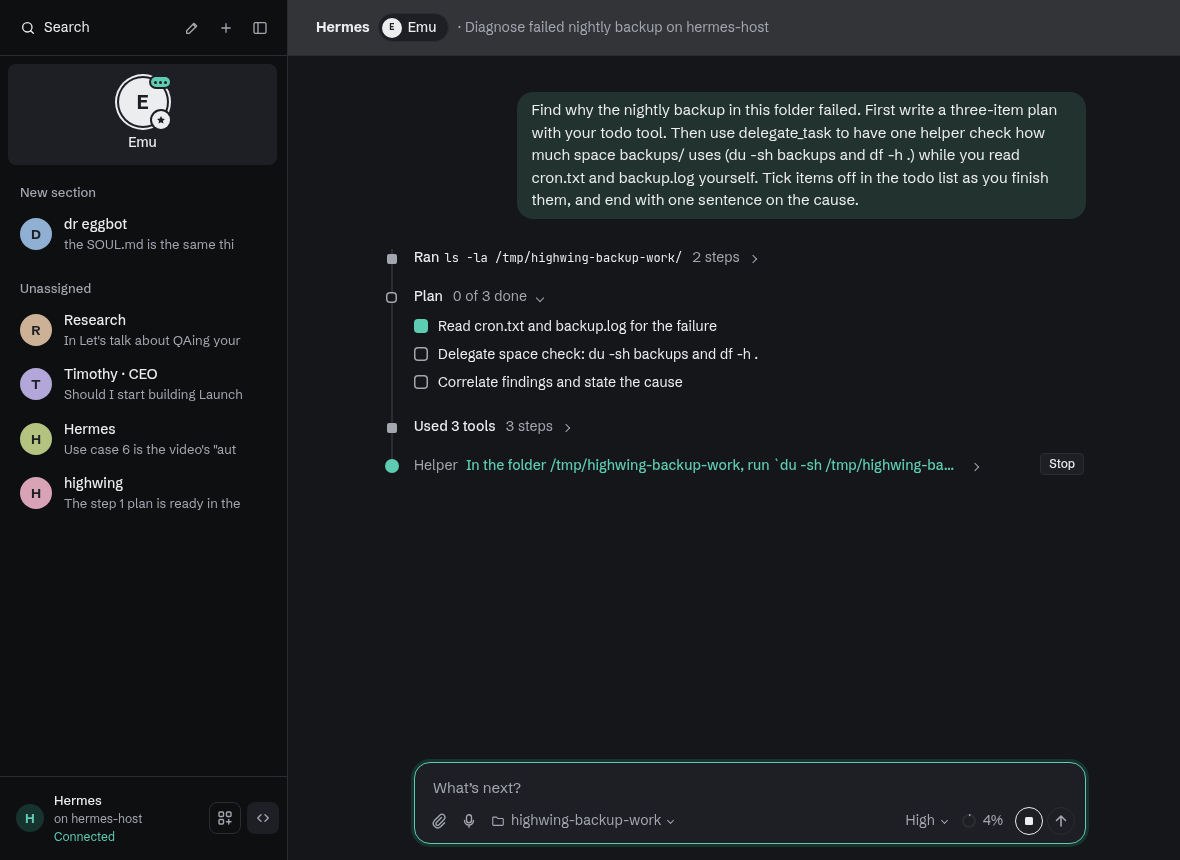 Search
E
Emu
New section
D
dr eggbot
the SOUL.md is the same thi
Unassigned
R
Research
In Let's talk about QAing your
T
Timothy · CEO
Should I start building Launch
H
Hermes
Use case 6 is the video's "aut
H
highwing
The step 1 plan is ready in the
H
Hermes
on hermes-host
Connected
Hermes E Emu · Diagnose failed nightly backup on hermes-host
Find why the nightly backup in this folder failed. First write a three-item plan
with your todo tool. Then use delegate_task to have one helper check how
much space backups/ uses (du -sh backups and df -h .) while you read
cron.txt and backup.log yourself. Tick items off in the todo list as you finish
them, and end with one sentence on the cause.
Ran ls -la /tmp/highwing-backup-work/ 2 steps
Plan 0 of 3 done
Read cron.txt and backup.log for the failure
Delegate space check: du -sh backups and df -h .
Correlate findings and state the cause
Used 3 tools 3 steps
Helper In the folder /tmp/highwing-backup-work, run `du -sh /tmp/highwing-ba... Stop
What's next?
highwing-backup-work High 4%